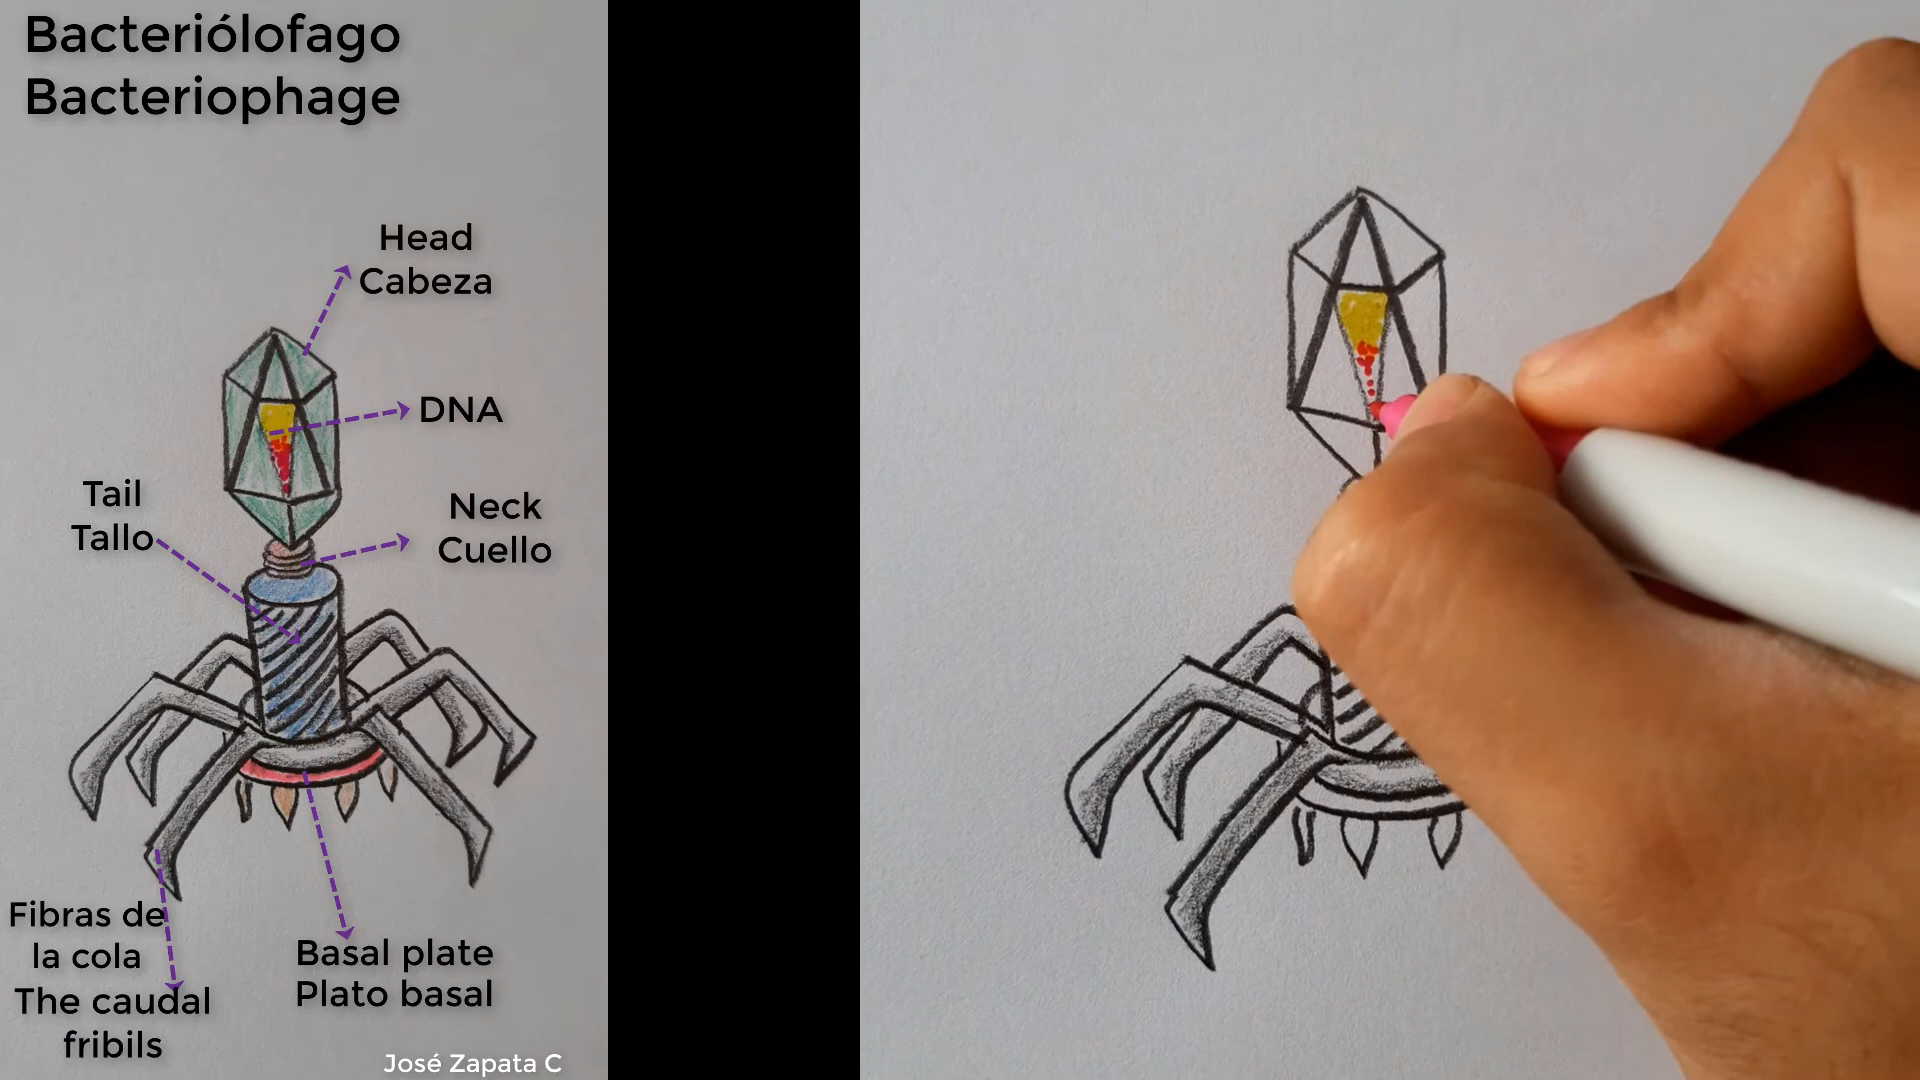 Bacteriólofago
Bacteriophage
Head
Cabeza
DNA
Tail
Tallo
Neck
Cuello
Fibras de
la cola
The caudal
fribils
Basal plate
Plato basal
José Zapata C